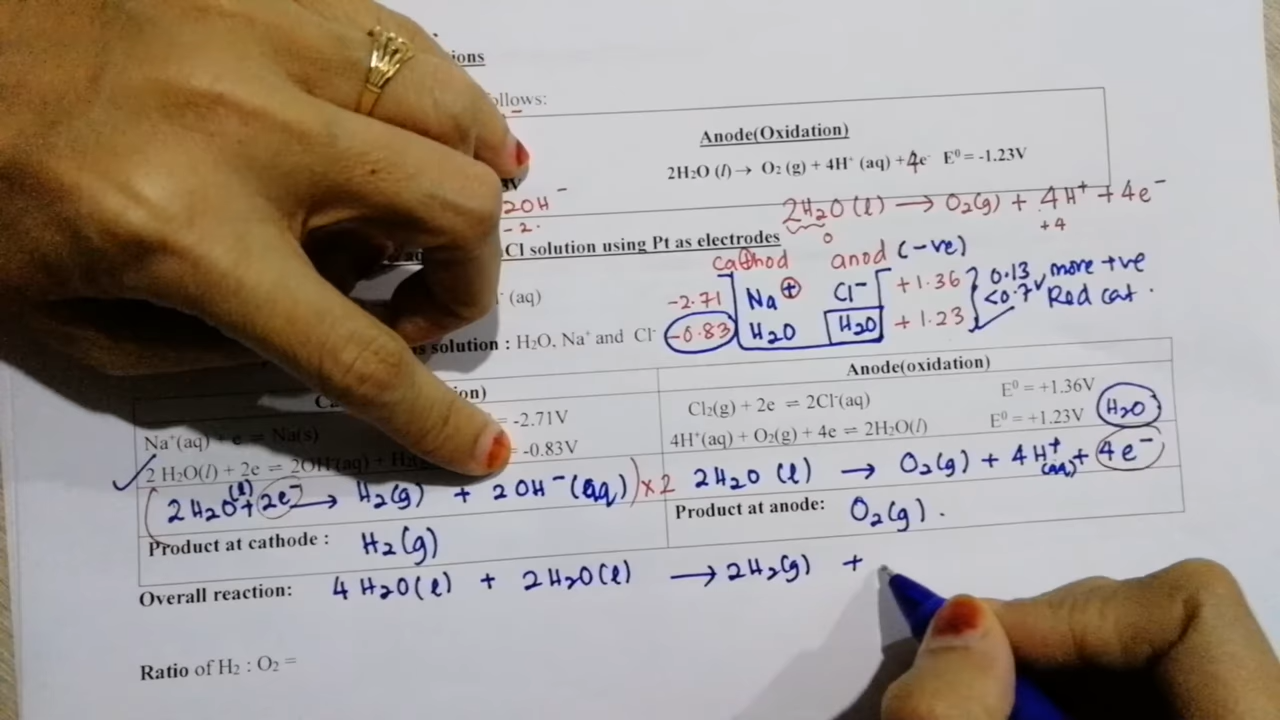 ions
ollows:
Anode(Oxidation)
2H₂O (l) → O₂ (g) + 4H⁺ (aq) + 4e⁻ E⁰ = -1.23V
2OH⁻
-2.
2H₂O(l) → O₂(g) + 4H⁺ + 4e⁻
0 +4
Cl solution using Pt as electrodes
cathod anod (-ve)
(aq)
-2.71 Na⁺ Cl⁻ +1.36 0.13 more +ve
-0.83 H₂O H₂O +1.23 <0.7V Red cat.
solution : H₂O, Na⁺ and Cl⁻
Anode(oxidation)
Na⁺(aq) + e ⇌ Na(s) = -2.71V
2 H₂O(l) + 2e ⇌ 2OH⁻(aq) + H₂ = -0.83V
Cl₂(g) + 2e ⇌ 2Cl⁻(aq) E⁰ = +1.36V
4H⁺(aq) + O₂(g) + 4e ⇌ 2H₂O(l) E⁰ = +1.23V H₂O
(2H₂O(l) + 2e⁻ → H₂(g) + 2OH⁻(aq)) ×2
2H₂O (l) → O₂(g) + 4H⁺(aq) + 4e⁻
Product at cathode : H₂(g)
Product at anode: O₂(g).
Overall reaction: 4H₂O(l) + 2H₂O(l) → 2H₂(g) +
Ratio of H₂ : O₂ =